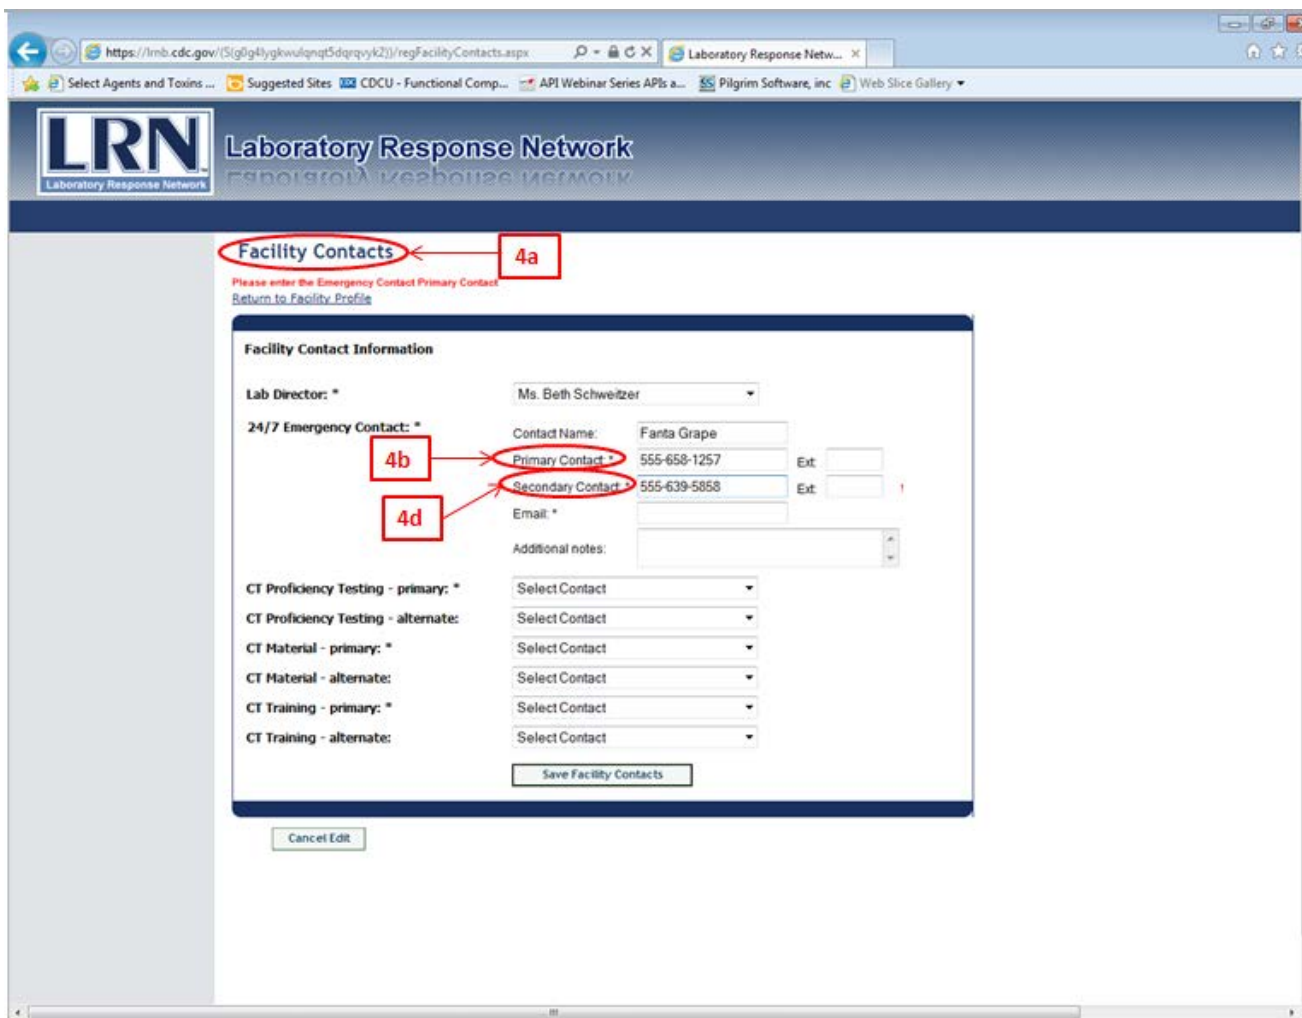 https://lrnb.cdc.gov/(S(g0g4lygkwulqnqt5dqrqvyk2))/regFacilityContacts.aspx
Laboratory Response Netw...
Select Agents and Toxins ... Suggested Sites CDCU - Functional Comp... API Webinar Series APIs a... Pilgrim Software, inc Web Slice Gallery
LRN
Laboratory Response Network
Laboratory Response Network
Facility Contacts 4a
Please enter the Emergency Contact Primary Contact
Return to Facility Profile
Facility Contact Information
Lab Director: * Ms. Beth Schweitzer
24/7 Emergency Contact: * Contact Name: Fanta Grape
4b Primary Contact: * 555-658-1257 Ext:
Secondary Contact: * 555-639-5858 Ext: !
4d Email: *
Additional notes:
CT Proficiency Testing - primary: * Select Contact
CT Proficiency Testing - alternate: Select Contact
CT Material - primary: * Select Contact
CT Material - alternate: Select Contact
CT Training - primary: * Select Contact
CT Training - alternate: Select Contact
Save Facility Contacts
Cancel Edit